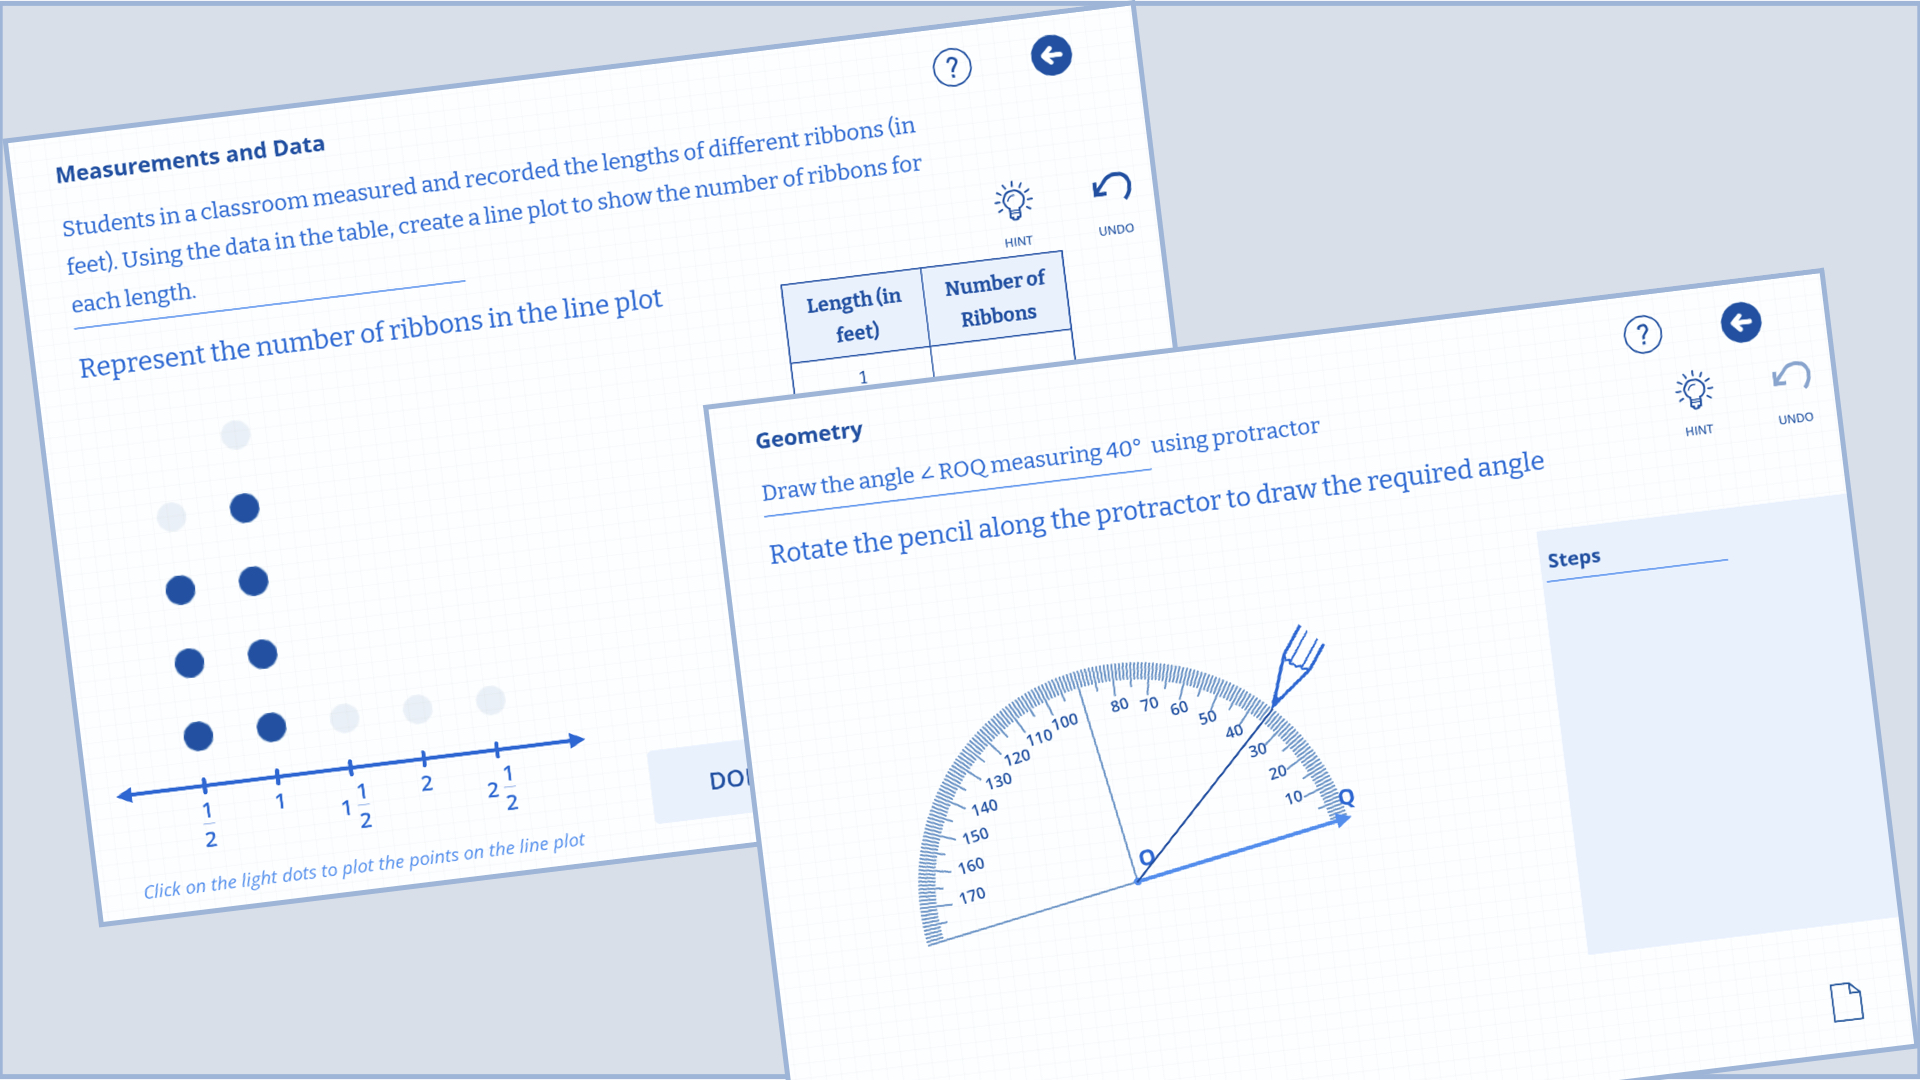 Measurements and Data
Students in a classroom measured and recorded the lengths of different ribbons (in
feet). Using the data in the table, create a line plot to show the number of ribbons for
each length.
HINT
UNDO
Represent the number of ribbons in the line plot
Length (in
feet)
Number of
Ribbons
1
1/2
1
1 1/2
2
2 1/2
Click on the light dots to plot the points on the line plot
Geometry
Draw the angle ∠ ROQ measuring 40° using protractor
Rotate the pencil along the protractor to draw the required angle
HINT
UNDO
Steps
170
160
150
140
130
120
110
100
80
70
60
50
40
30
20
10
Q
O